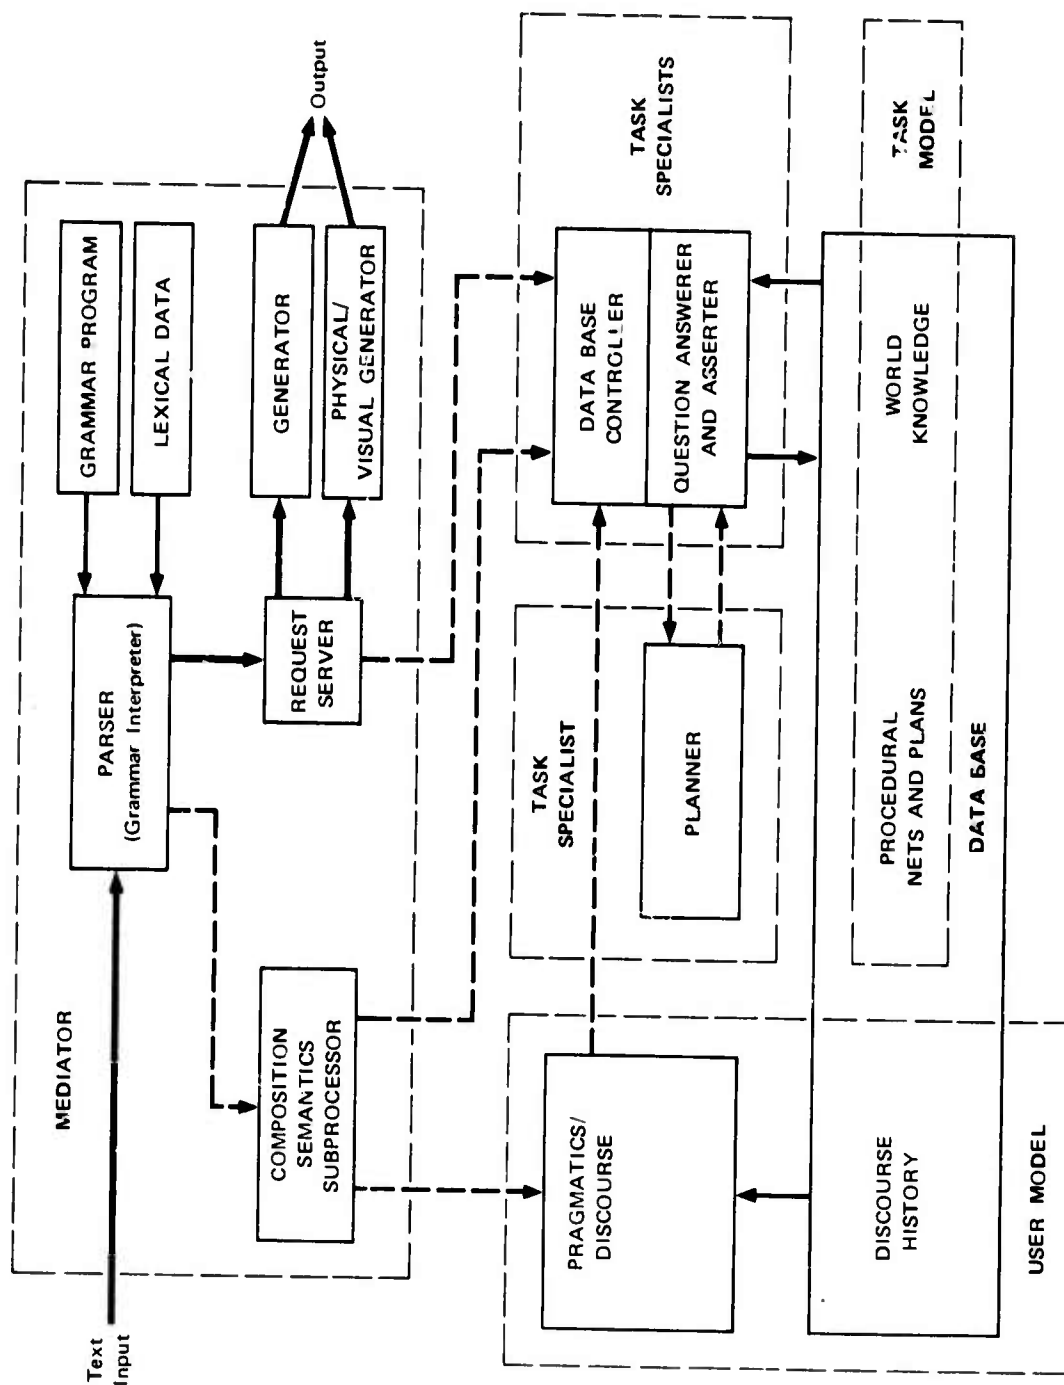 Text
Input
MEDIATOR
PARSER
(Grammar Interpreter)
GRAMMAR PROGRAM
LEXICAL DATA
COMPOSITION
SEMANTICS
SUBPROCESSOR
REQUEST
SERVER
GENERATOR
PHYSICAL/
VISUAL GENERATOR
Output
PRAGMATICS/
DISCOURSE
TASK
SPECIALIST
PLANNER
DATA BASE
CONTROLLER
QUESTION ANSWERER
AND ASSERTER
TASK
SPECIALISTS
DISCOURSE
HISTORY
USER MODEL
PROCEDURAL
NETS AND PLANS
DATA BASE
WORLD
KNOWLEDGE
TASK
MODEL